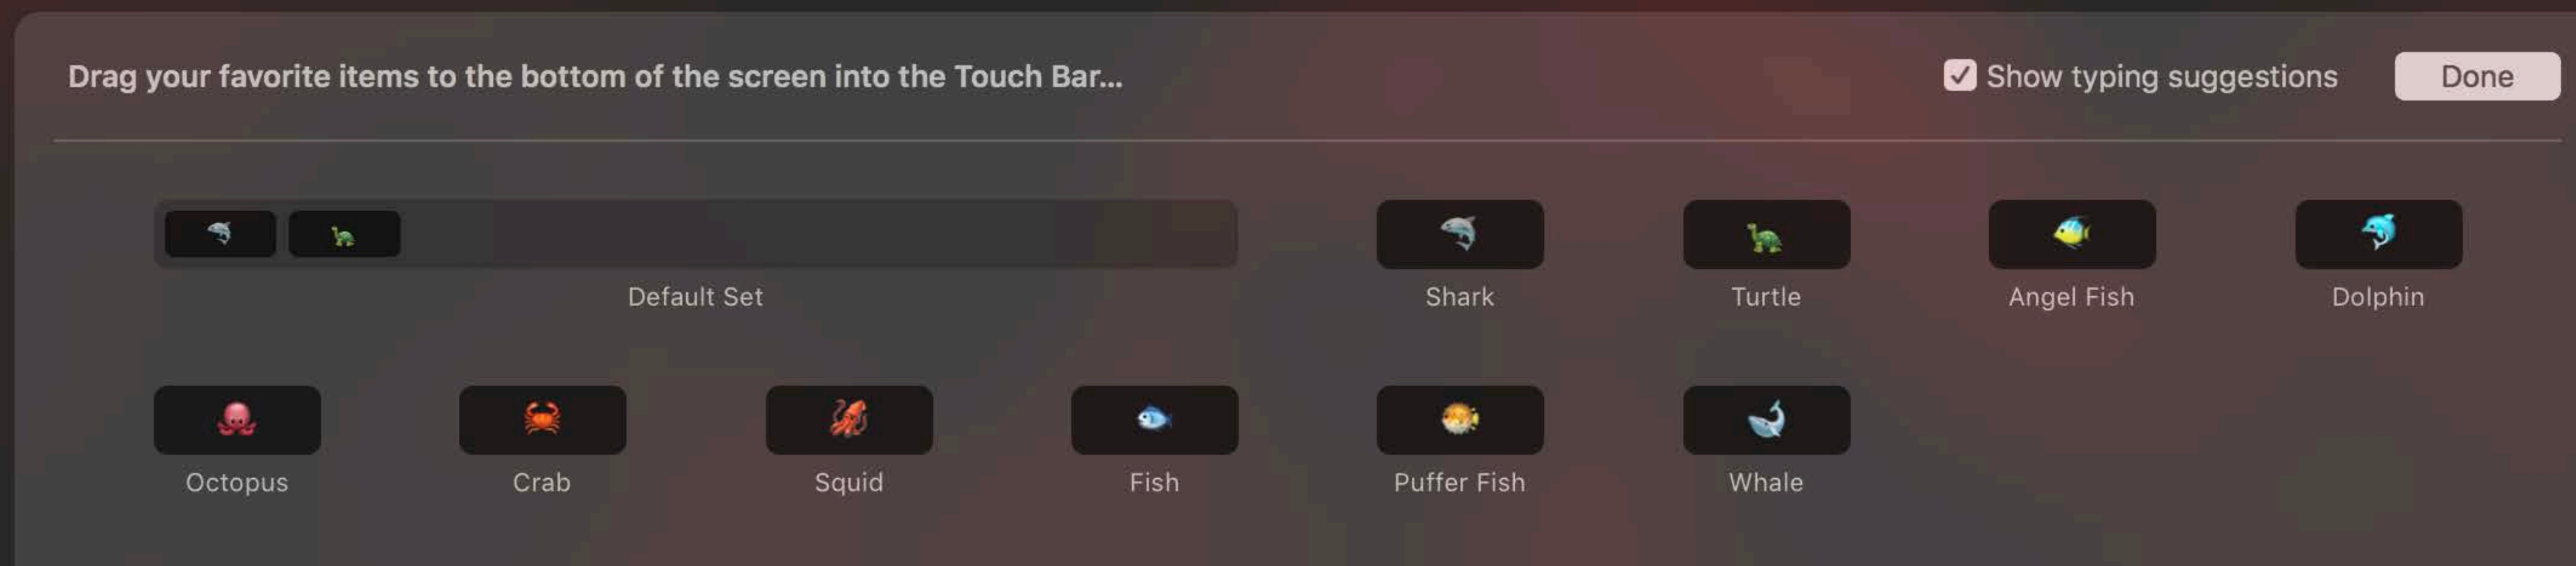 Drag your favorite items to the bottom of the screen into the Touch Bar...
Show typing suggestions
Done
Default Set
Shark
Turtle
Angel Fish
Dolphin
Octopus
Crab
Squid
Fish
Puffer Fish
Whale